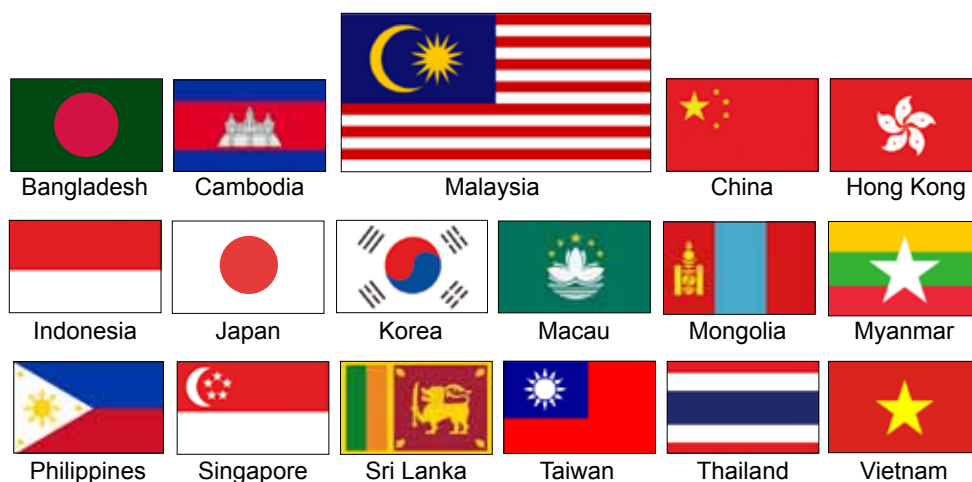 Bangladesh Cambodia Malaysia China Hong Kong
Indonesia Japan Korea Macau Mongolia Myanmar
Philippines Singapore Sri Lanka Taiwan Thailand Vietnam